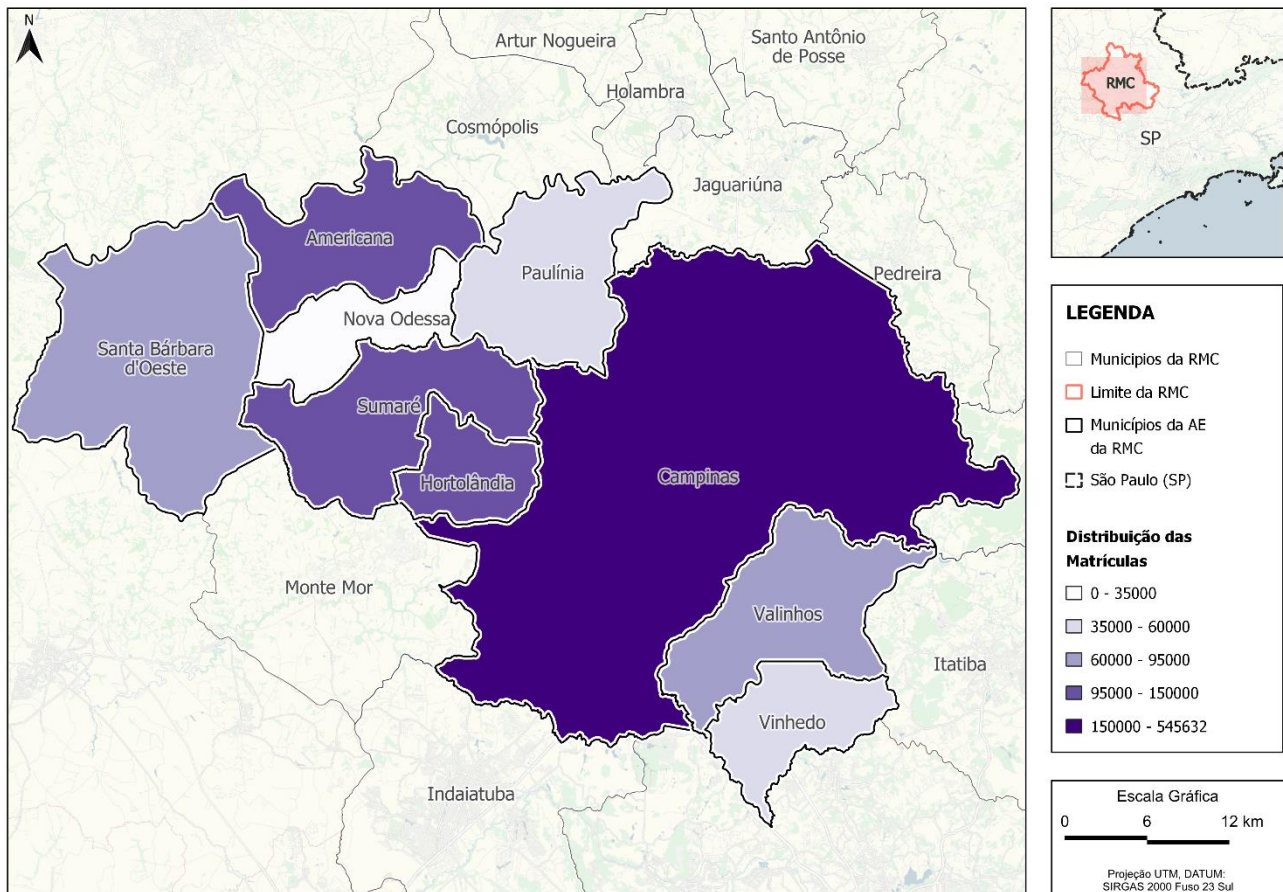 N
Artur Nogueira
Santo Antônio
de Posse
Holambra
Cosmópolis
Jaguariúna
Americana
Paulínia
Pedreira
Nova Odessa
Santa Bárbara
d'Oeste
Sumaré
Hortolândia
Campinas
Monte Mor
Valinhos
Itatiba
Vinhedo
Indaiatuba
RMC
SP
LEGENDA
Municipios da RMC
Limite da RMC
Municípios da AE
da RMC
São Paulo (SP)
Distribuição das
Matrículas
0 - 35000
35000 - 60000
60000 - 95000
95000 - 150000
150000 - 545632
Escala Gráfica
0 6 12 km
Projeção UTM, DATUM:
SIRGAS 2000 Fuso 23 Sul